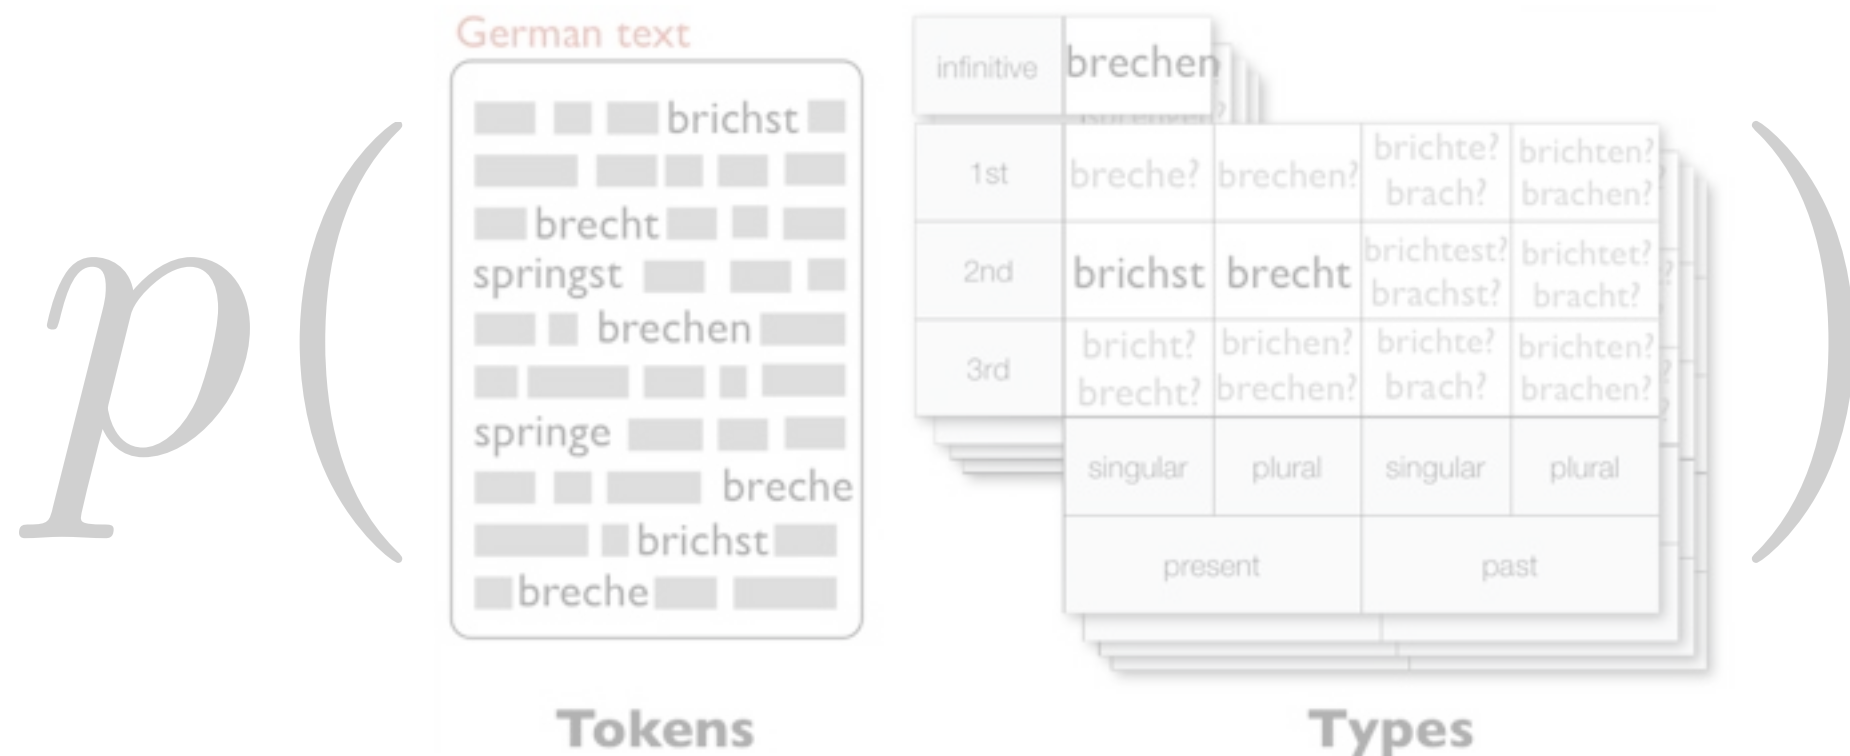 p( )
German text
brichst
brecht
springst
brechen
springe
breche
brichst
breche
Tokens
infinitive brechen
1st breche? brechen? brichte? brach? brichten? brachen?
2nd brichst brecht brichtest? brachst? brichtet? bracht?
3rd bricht? brecht? brichen? brechen? brichte? brach? brichten? brachen?
singular plural singular plural
present past
Types